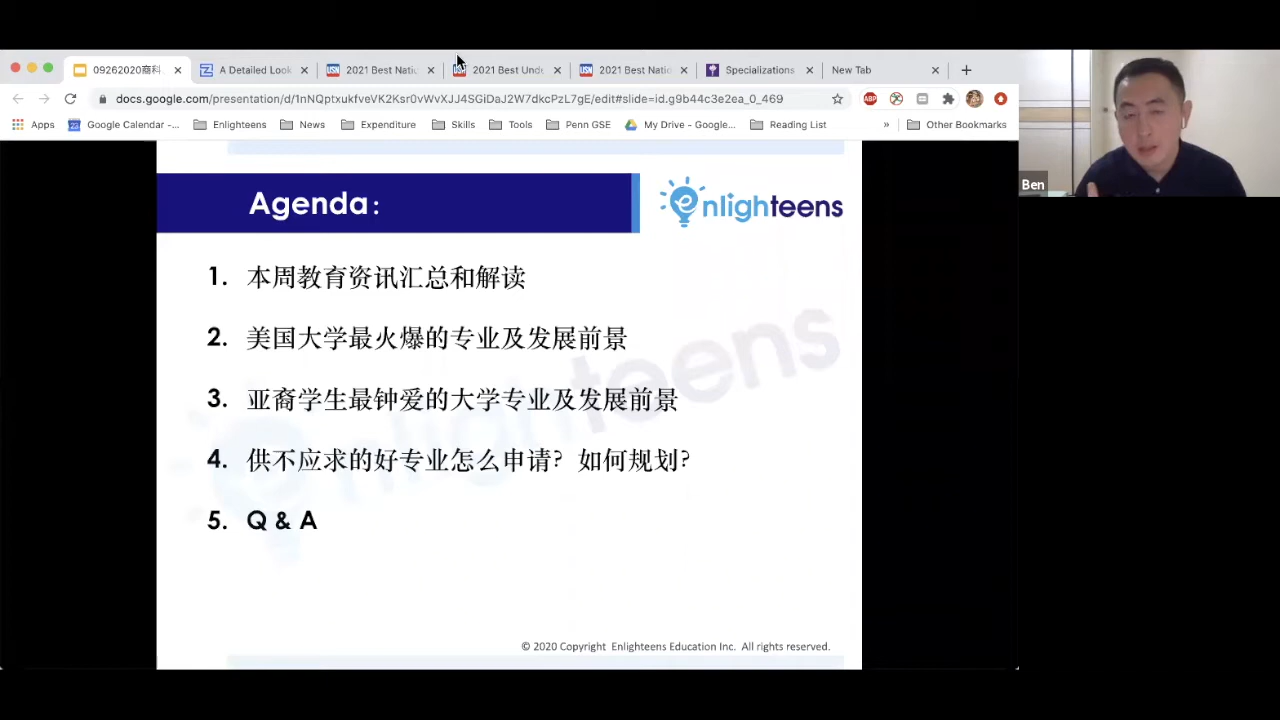 09262020商科
A Detailed Look
2021 Best Natio
2021 Best Unde
2021 Best Natio
Specializations
New Tab
docs.google.com/presentation/d/1nNQptxukfveVK2Ksr0vWvXJJ4SGiDaJ2W7dkcPzL7gE/edit#slide=id.g9b44c3e2ea_0_469
ABP
Apps
23
Google Calendar -...
Enlighteens
News
Expenditure
Skills
Tools
Penn GSE
My Drive - Google...
Reading List
»
Other Bookmarks
Ben
Agenda:
enlighteens
1. 本周教育资讯汇总和解读
2. 美国大学最火爆的专业及发展前景
3. 亚裔学生最钟爱的大学专业及发展前景
4. 供不应求的好专业怎么申请？如何规划？
5. Q & A
enlighteens
© 2020 Copyright Enlighteens Education Inc. All rights reserved.